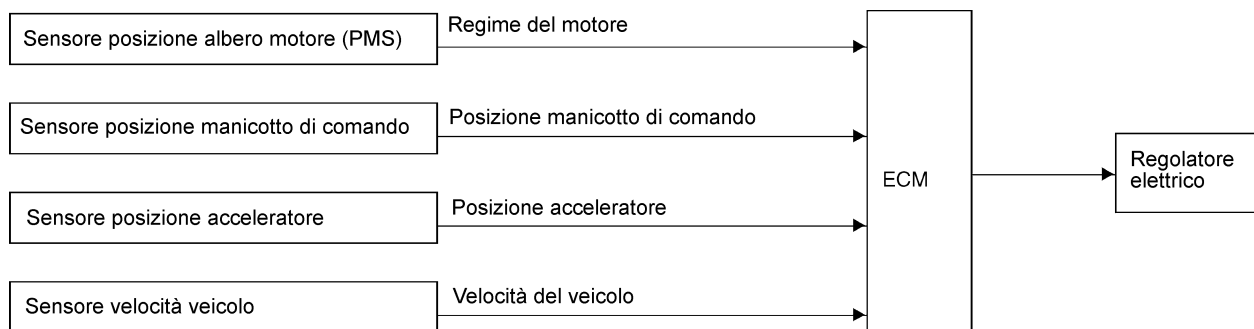 Sensore posizione albero motore (PMS)
Regime del motore
Sensore posizione manicotto di comando
Posizione manicotto di comando
Sensore posizione acceleratore
Posizione acceleratore
Sensore velocità veicolo
Velocità del veicolo
ECM
Regolatore
elettrico